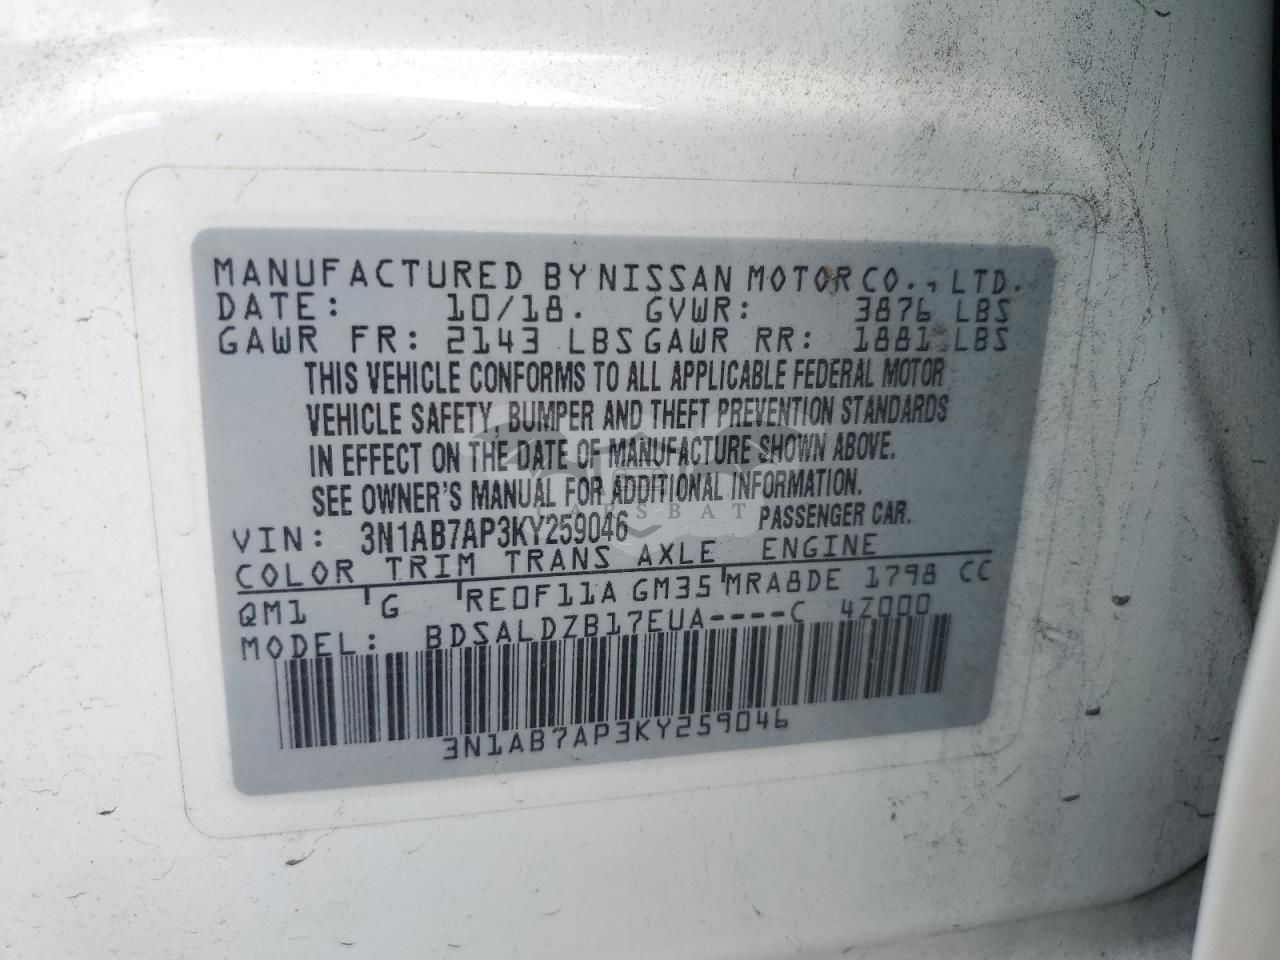 MANUFACTURED BY NISSAN MOTOR CO., LTD.
DATE: 10/18. GVWR: 3876 LBS
GAWR FR: 2143 LBS GAWR RR: 1881 LBS
THIS VEHICLE CONFORMS TO ALL APPLICABLE FEDERAL MOTOR
VEHICLE SAFETY, BUMPER AND THEFT PREVENTION STANDARDS
IN EFFECT ON THE DATE OF MANUFACTURE SHOWN ABOVE.
SEE OWNER'S MANUAL FOR ADDITIONAL INFORMATION.
CARSBAT
VIN: 3N1AB7AP3KY259046 PASSENGER CAR.
COLOR TRIM TRANS AXLE ENGINE
QM1 G RE0F11A GM35 MRA8DE 1798 CC
MODEL: BDSALDZB17EUA----C 4Z000
3N1AB7AP3KY259046